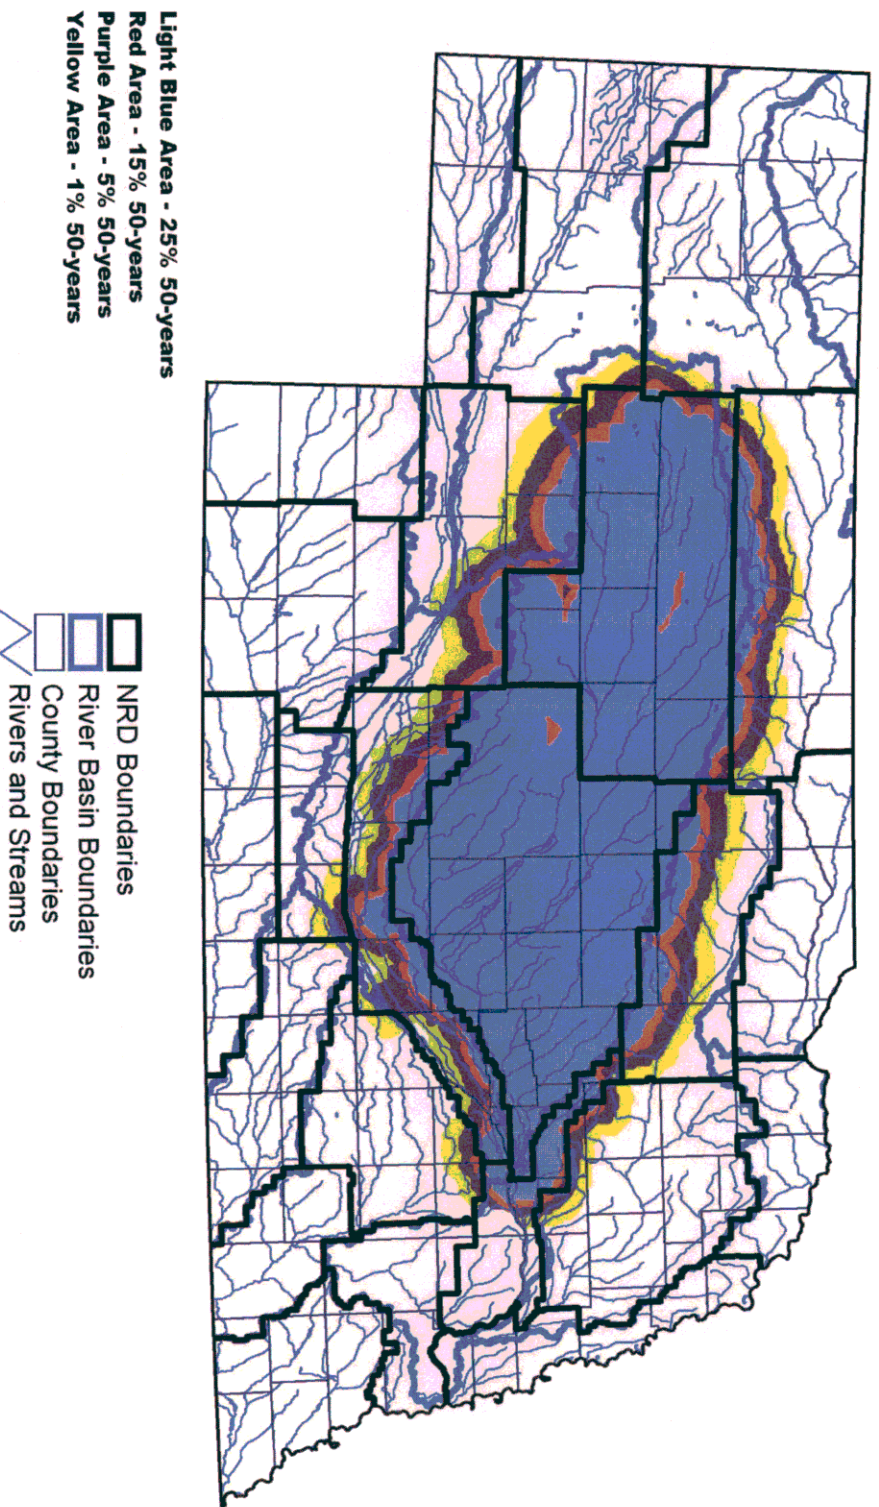 Light Blue Area - 25% 50-years
Red Area - 15% 50-years
Purple Area - 5% 50-years
Yellow Area - 1% 50-years
NRD Boundaries
River Basin Boundaries
County Boundaries
Rivers and Streams